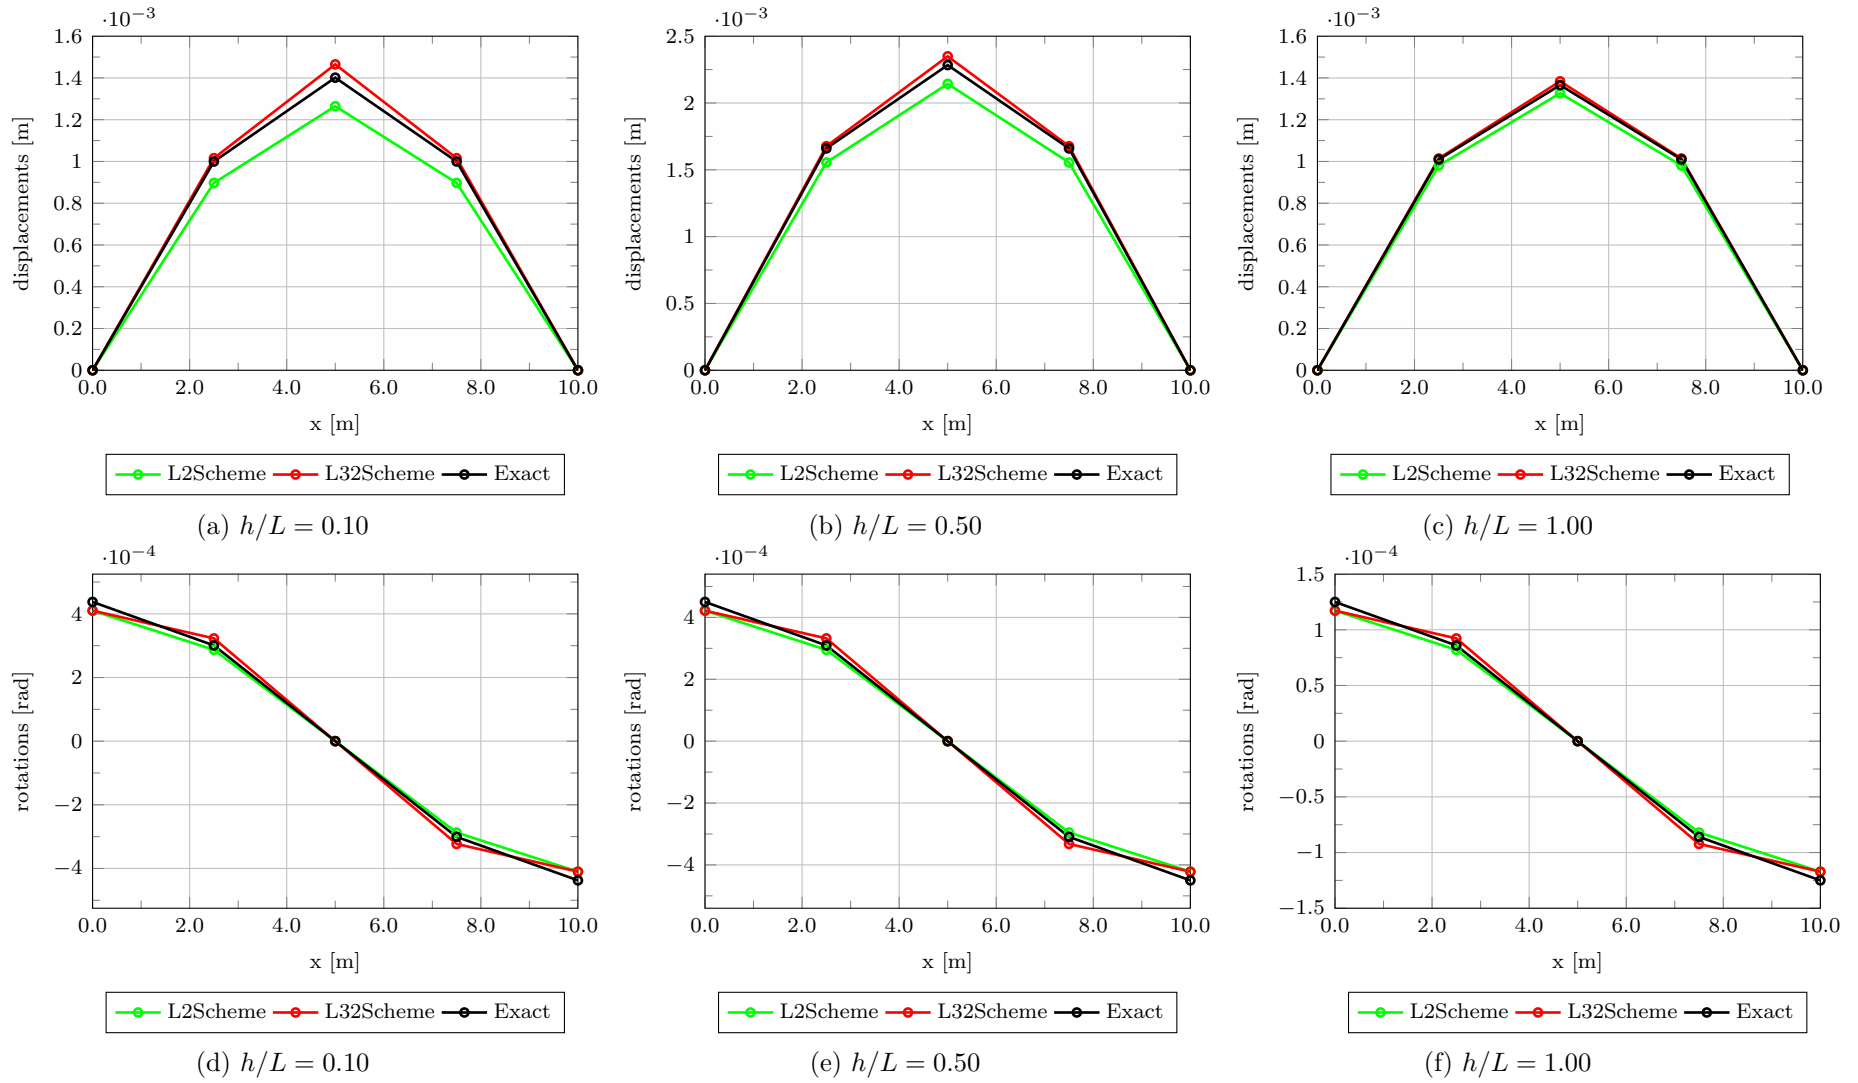 ·10⁻³ ·10⁻³ ·10⁻³
1.6 2.5 1.6
1.4 1.4
1.2 2 1.2
1 1.5 1
0.8 0.8
0.6 1 0.6
0.4 0.5 0.4
0.2 0.2
0 0 0
displacements [m] displacements [m] displacements [m]
0.0 2.0 4.0 6.0 8.0 10.0 0.0 2.0 4.0 6.0 8.0 10.0 0.0 2.0 4.0 6.0 8.0 10.0
x [m] x [m] x [m]
L2Scheme L32Scheme Exact L2Scheme L32Scheme Exact L2Scheme L32Scheme Exact
(a) h/L = 0.10 (b) h/L = 0.50 (c) h/L = 1.00
·10⁻⁴ ·10⁻⁴ ·10⁻⁴
1.5
4 4 1
2 2 0.5
0 0 0
−2 −2 −0.5
−4 −4 −1
−1.5
rotations [rad] rotations [rad] rotations [rad]
0.0 2.0 4.0 6.0 8.0 10.0 0.0 2.0 4.0 6.0 8.0 10.0 0.0 2.0 4.0 6.0 8.0 10.0
x [m] x [m] x [m]
L2Scheme L32Scheme Exact L2Scheme L32Scheme Exact L2Scheme L32Scheme Exact
(d) h/L = 0.10 (e) h/L = 0.50 (f) h/L = 1.00